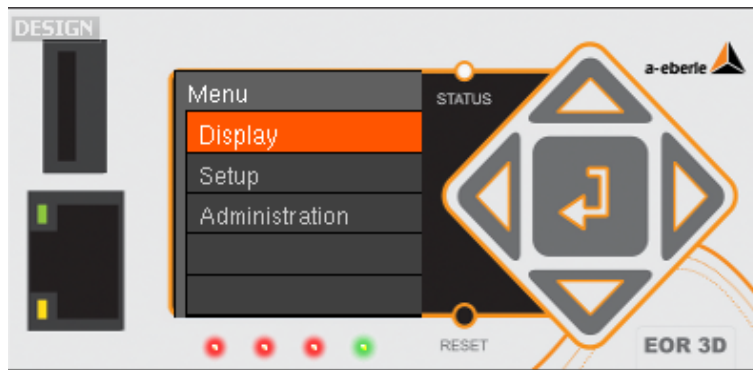 DESIGN
a-eberle
Menu
STATUS
Display
Setup
Administration
RESET
EOR 3D